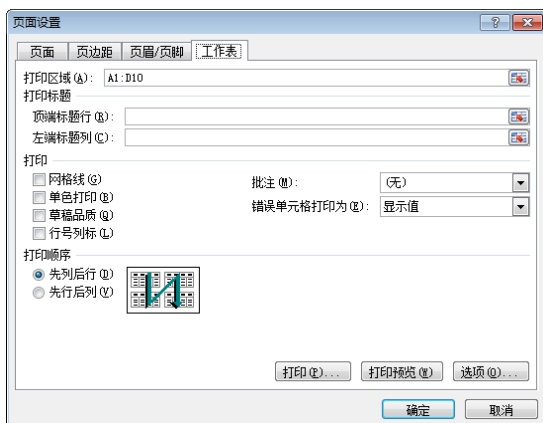 页面设置
页面 页边距 页眉/页脚 工作表
打印区域(A): A1:D10
打印标题
顶端标题行(R):
左端标题列(C):
打印
网格线(G) 批注(M): (无)
单色打印(B) 错误单元格打印为(E): 显示值
草稿品质(Q)
行号列标(L)
打印顺序
先列后行(D)
先行后列(V)
打印(P)... 打印预览(W) 选项(O)...
确定 取消